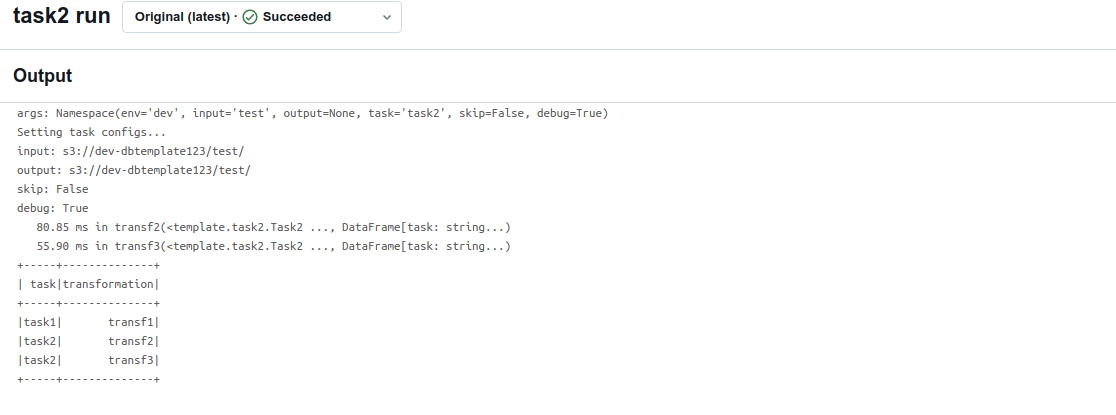 task2 run Original (latest) · Succeeded
Output
args: Namespace(env='dev', input='test', output=None, task='task2', skip=False, debug=True)
Setting task configs...
input: s3://dev-dbtemplate123/test/
output: s3://dev-dbtemplate123/test/
skip: False
debug: True
   80.85 ms in transf2(<template.task2.Task2 ..., DataFrame[task: string...)
   55.90 ms in transf3(<template.task2.Task2 ..., DataFrame[task: string...)
+-----+--------------+
| task|transformation|
+-----+--------------+
|task1|       transf1|
|task2|       transf2|
|task2|       transf3|
+-----+--------------+